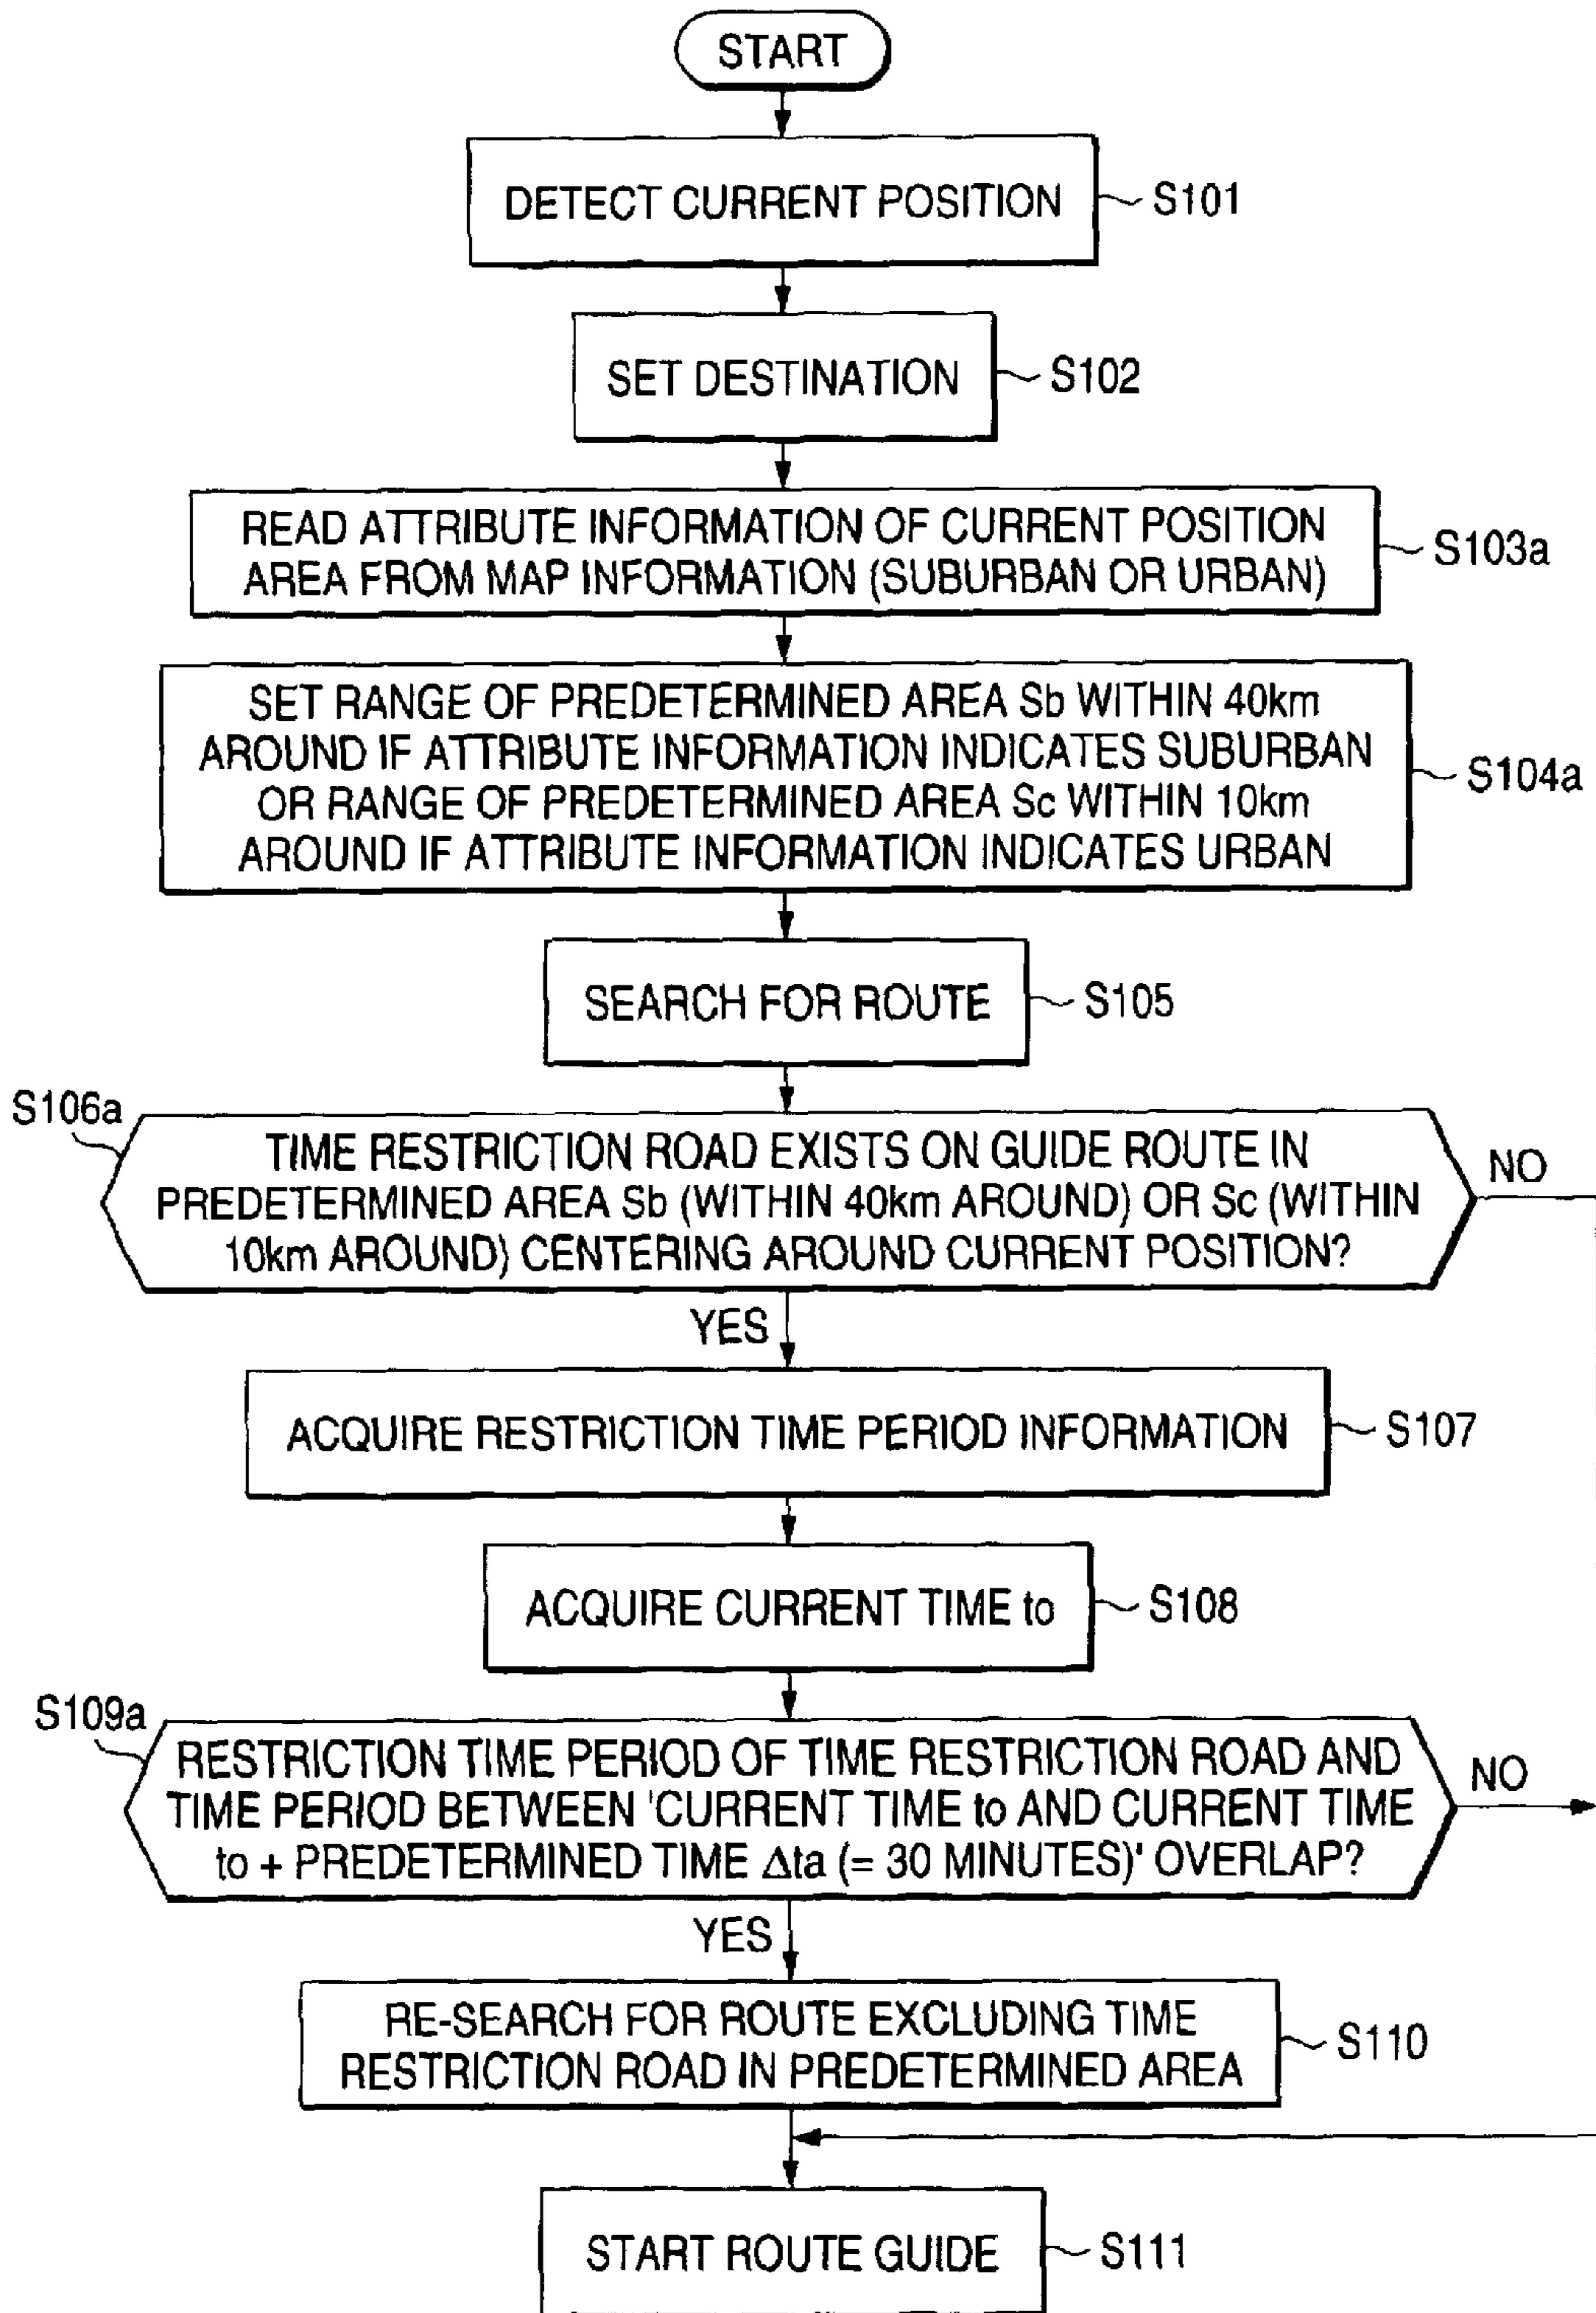 START
DETECT CURRENT POSITION
S101
SET DESTINATION
S102
READ ATTRIBUTE INFORMATION OF CURRENT POSITION
AREA FROM MAP INFORMATION (SUBURBAN OR URBAN)
S103a
SET RANGE OF PREDETERMINED AREA Sb WITHIN 40km
AROUND IF ATTRIBUTE INFORMATION INDICATES SUBURBAN
OR RANGE OF PREDETERMINED AREA Sc WITHIN 10km
AROUND IF ATTRIBUTE INFORMATION INDICATES URBAN
S104a
SEARCH FOR ROUTE
S105
S106a
TIME RESTRICTION ROAD EXISTS ON GUIDE ROUTE IN
PREDETERMINED AREA Sb (WITHIN 40km AROUND) OR Sc (WITHIN
10km AROUND) CENTERING AROUND CURRENT POSITION?
NO
YES
ACQUIRE RESTRICTION TIME PERIOD INFORMATION
S107
ACQUIRE CURRENT TIME to
S108
S109a
RESTRICTION TIME PERIOD OF TIME RESTRICTION ROAD AND
TIME PERIOD BETWEEN 'CURRENT TIME to AND CURRENT TIME
to + PREDETERMINED TIME Δta (= 30 MINUTES)' OVERLAP?
NO
YES
RE-SEARCH FOR ROUTE EXCLUDING TIME
RESTRICTION ROAD IN PREDETERMINED AREA
S110
START ROUTE GUIDE
S111